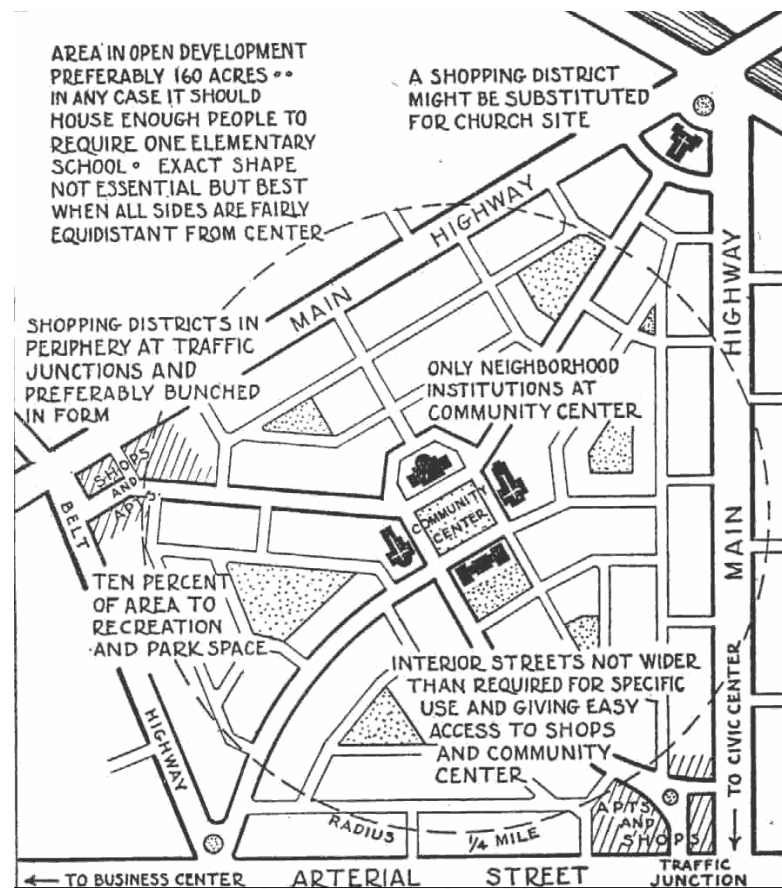 AREA IN OPEN DEVELOPMENT
PREFERABLY 160 ACRES ••
IN ANY CASE IT SHOULD
HOUSE ENOUGH PEOPLE TO
REQUIRE ONE ELEMENTARY
SCHOOL • EXACT SHAPE
NOT ESSENTIAL BUT BEST
WHEN ALL SIDES ARE FAIRLY
EQUIDISTANT FROM CENTER
A SHOPPING DISTRICT
MIGHT BE SUBSTITUTED
FOR CHURCH SITE
MAIN HIGHWAY
HIGHWAY
MAIN
SHOPPING DISTRICTS IN
PERIPHERY AT TRAFFIC
JUNCTIONS AND
PREFERABLY BUNCHED
IN FORM
ONLY NEIGHBORHOOD
INSTITUTIONS AT
COMMUNITY CENTER
SHOPS
AND
APTS.
BELT
HIGHWAY
COMMUNITY
CENTER
TEN PERCENT
OF AREA TO
RECREATION
AND PARK SPACE
INTERIOR STREETS NOT WIDER
THAN REQUIRED FOR SPECIFIC
USE AND GIVING EASY
ACCESS TO SHOPS
AND COMMUNITY
CENTER
TO CIVIC CENTER
RADIUS 1/4 MILE
APTS
AND
SHOPS
TRAFFIC
JUNCTION
← TO BUSINESS CENTER
ARTERIAL STREET